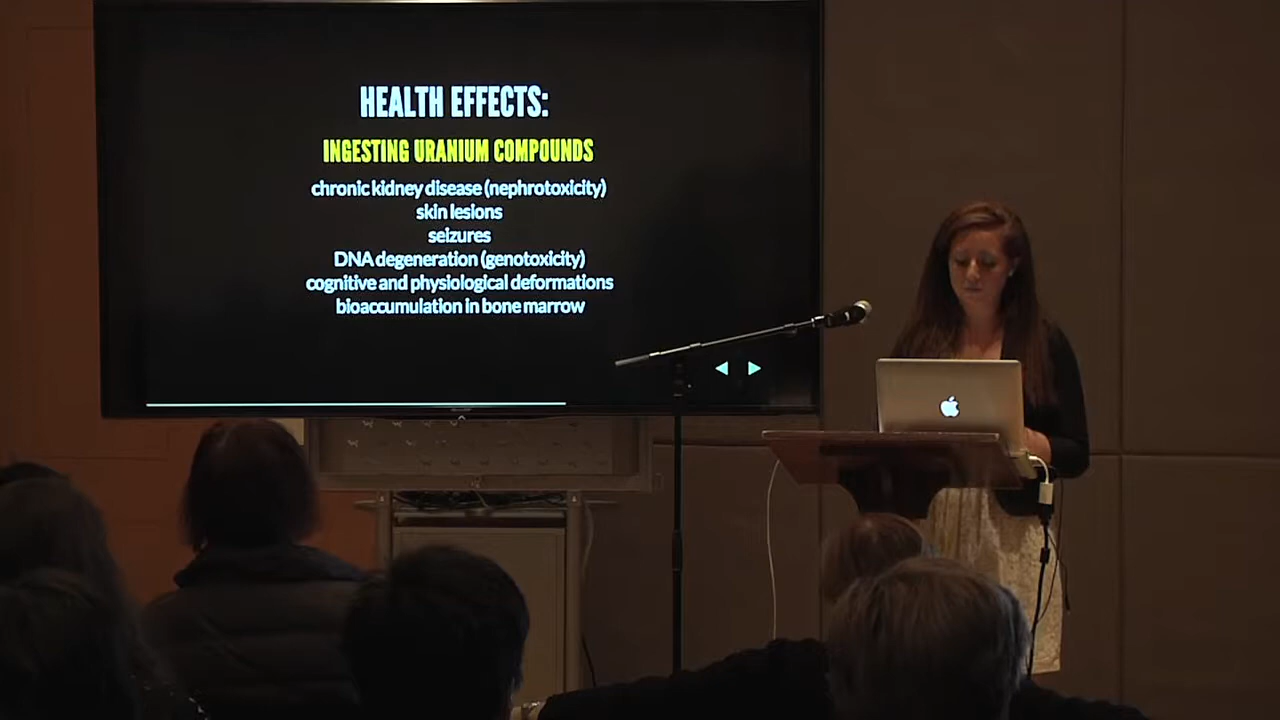 HEALTH EFFECTS:
INGESTING URANIUM COMPOUNDS
chronic kidney disease (nephrotoxicity)
skin lesions
seizures
DNA degeneration (genotoxicity)
cognitive and physiological deformations
bioaccumulation in bone marrow